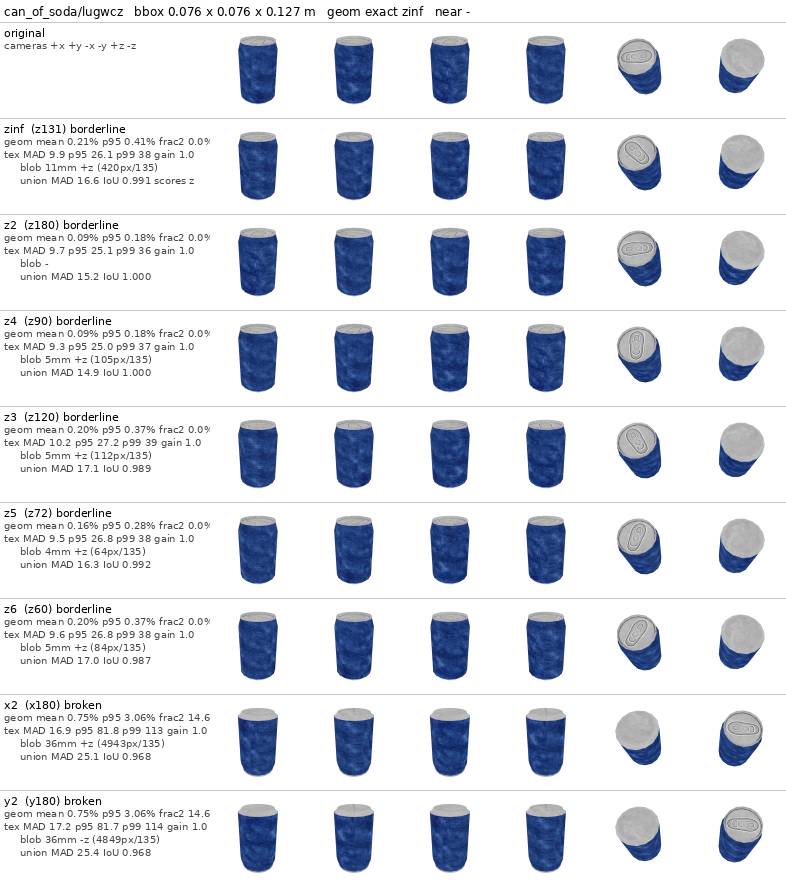 can_of_soda/lugwcz   bbox 0.076 x 0.076 x 0.127 m   geom exact zinf   near -
original
cameras +x +y -x -y +z -z
zinf  (z131) borderline
geom mean 0.21% p95 0.41% frac2 0.0%
tex MAD 9.9 p95 26.1 p99 38 gain 1.0
blob 11mm +z (420px/135)
union MAD 16.6 IoU 0.991 scores z
z2  (z180) borderline
geom mean 0.09% p95 0.18% frac2 0.0%
tex MAD 9.7 p95 25.1 p99 36 gain 1.0
blob -
union MAD 15.2 IoU 1.000
z4  (z90) borderline
geom mean 0.09% p95 0.18% frac2 0.0%
tex MAD 9.3 p95 25.0 p99 37 gain 1.0
blob 5mm +z (105px/135)
union MAD 14.9 IoU 1.000
z3  (z120) borderline
geom mean 0.20% p95 0.37% frac2 0.0%
tex MAD 10.2 p95 27.2 p99 39 gain 1.0
blob 5mm +z (112px/135)
union MAD 17.1 IoU 0.989
z5  (z72) borderline
geom mean 0.16% p95 0.28% frac2 0.0%
tex MAD 9.5 p95 26.8 p99 38 gain 1.0
blob 4mm +z (64px/135)
union MAD 16.3 IoU 0.992
z6  (z60) borderline
geom mean 0.20% p95 0.37% frac2 0.0%
tex MAD 9.6 p95 26.8 p99 38 gain 1.0
blob 5mm +z (84px/135)
union MAD 17.0 IoU 0.987
x2  (x180) broken
geom mean 0.75% p95 3.06% frac2 14.6
tex MAD 16.9 p95 81.8 p99 113 gain 1.0
blob 36mm +z (4943px/135)
union MAD 25.1 IoU 0.968
y2  (y180) broken
geom mean 0.75% p95 3.06% frac2 14.6
tex MAD 17.2 p95 81.7 p99 114 gain 1.0
blob 36mm -z (4849px/135)
union MAD 25.4 IoU 0.968